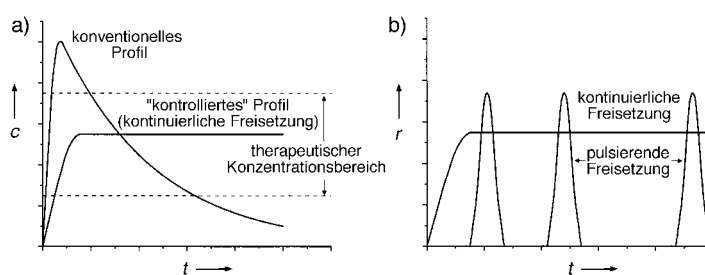 a)
konventionelles
Profil
"kontrolliertes" Profil
(kontinuierliche Freisetzung)
therapeutischer
Konzentrationsbereich
c
t
b)
kontinuierliche
Freisetzung
pulsierende
Freisetzung
r
t